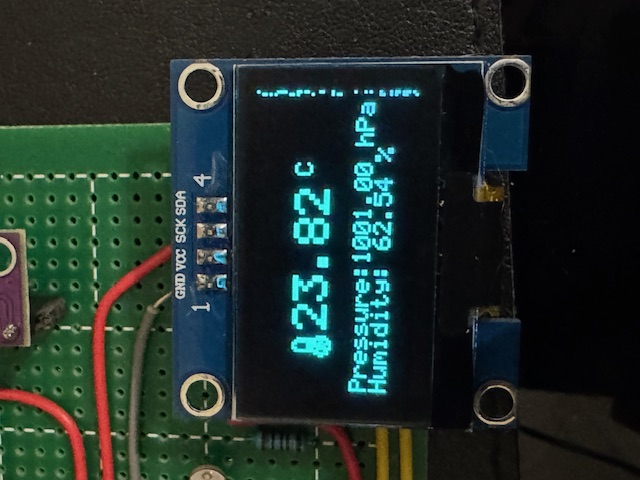 GND VCC SCK SDA
1 4
23.82 C
Pressure:1001.00 hPa
Humidity: 62.54 %